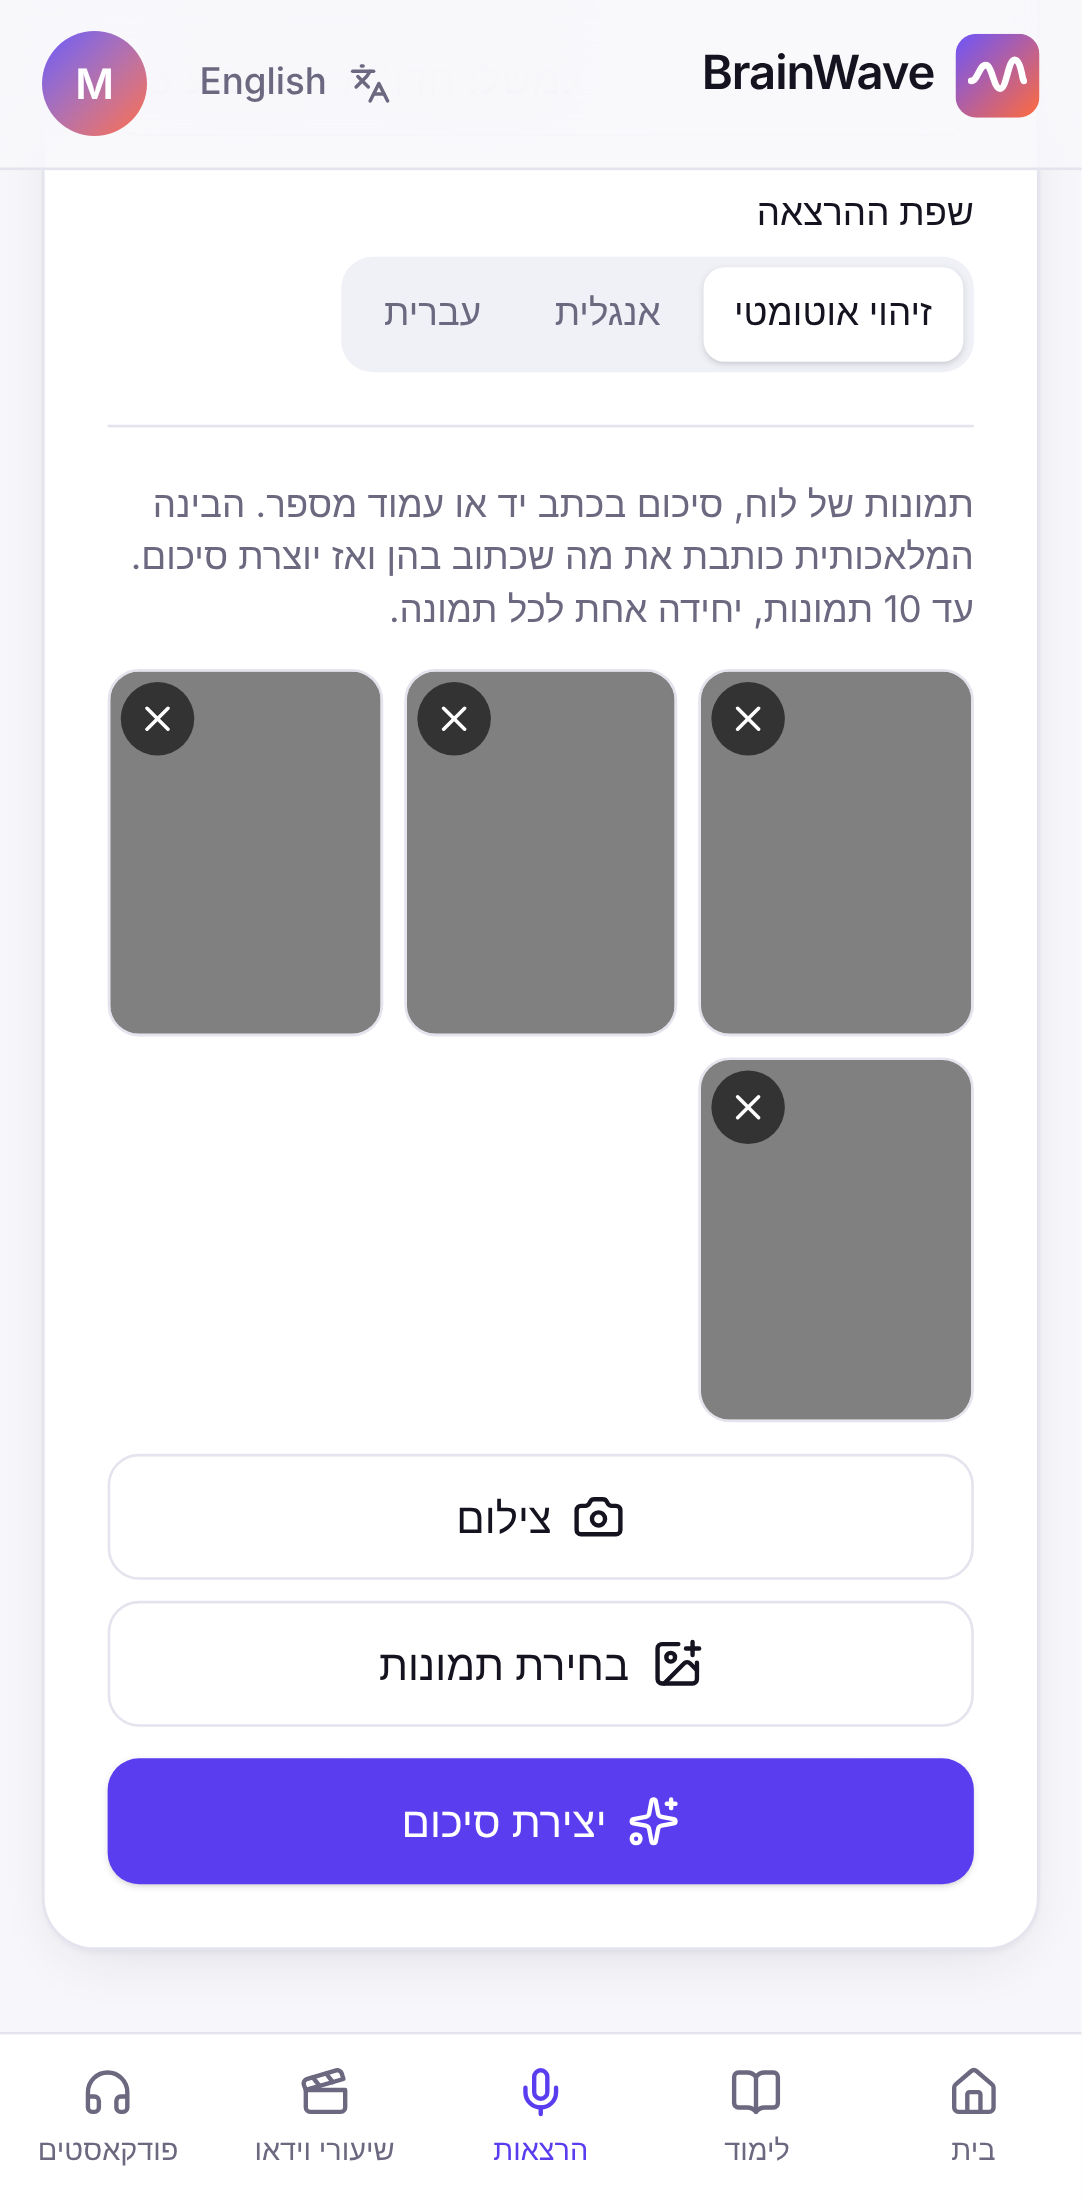 BrainWave
English
M
שפת ההרצאה
זיהוי אוטומטי
אנגלית
עברית
תמונות של לוח, סיכום בכתב יד או עמוד מספר. הבינה
המלאכותית כותבת את מה שכתוב בהן ואז יוצרת סיכום.
עד 10 תמונות, יחידה אחת לכל תמונה.
צילום
בחירת תמונות
יצירת סיכום
בית
לימוד
הרצאות
שיעורי וידאו
פודקאסטים